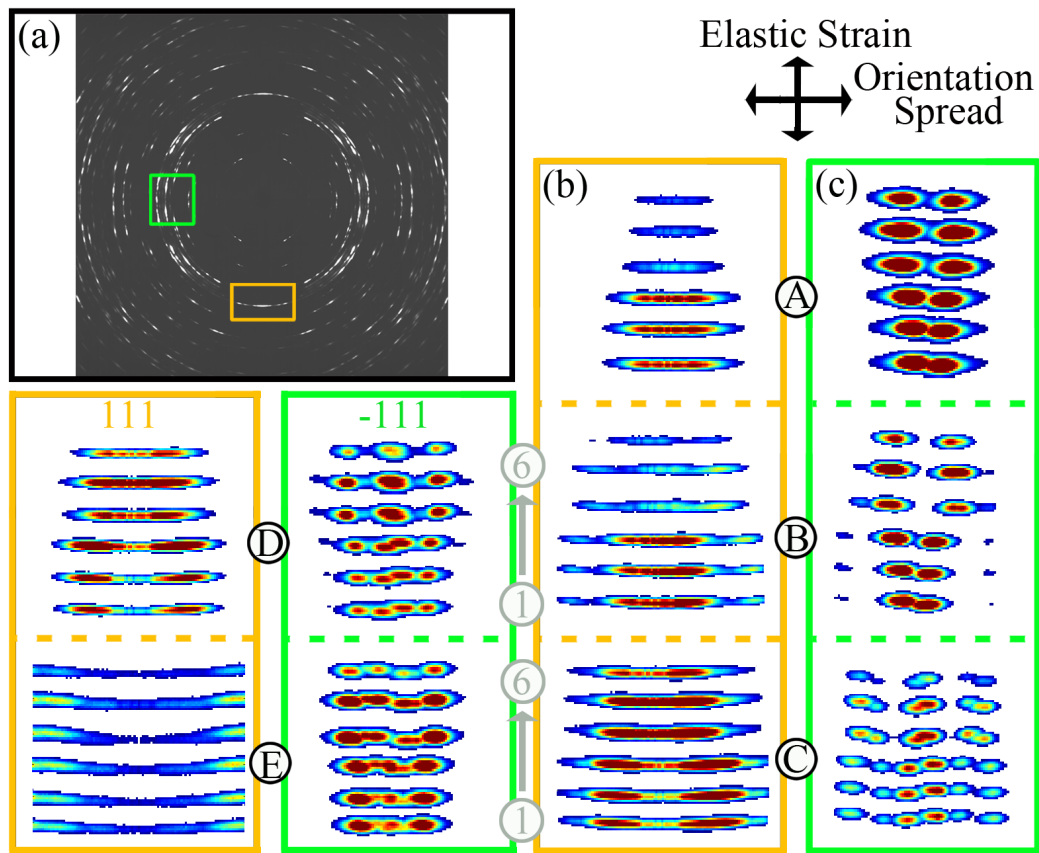 (a)
Elastic Strain
Orientation
Spread
(b)
(c)
A
111
-111
6
D
B
1
6
E
C
1